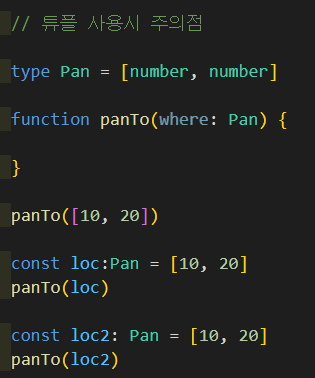 // 튜플 사용시 주의점
type Pan = [number, number]
function panTo(where: Pan) {
}
panTo([10, 20])
const loc:Pan = [10, 20]
panTo(loc)
const loc2: Pan = [10, 20]
panTo(loc2)